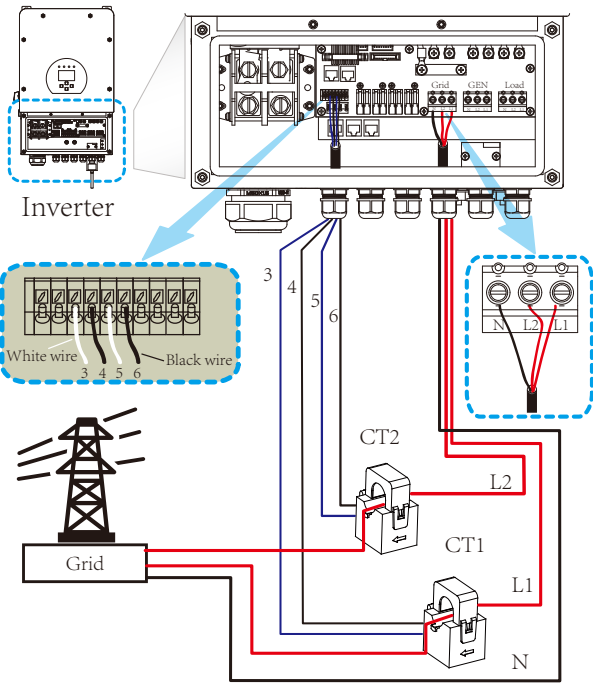 Grid
GEN
Load
Inverter
3
4
5
6
White wire
3
4
5
6
Black wire
N
L2
L1
CT2
L2
CT1
Grid
L1
N